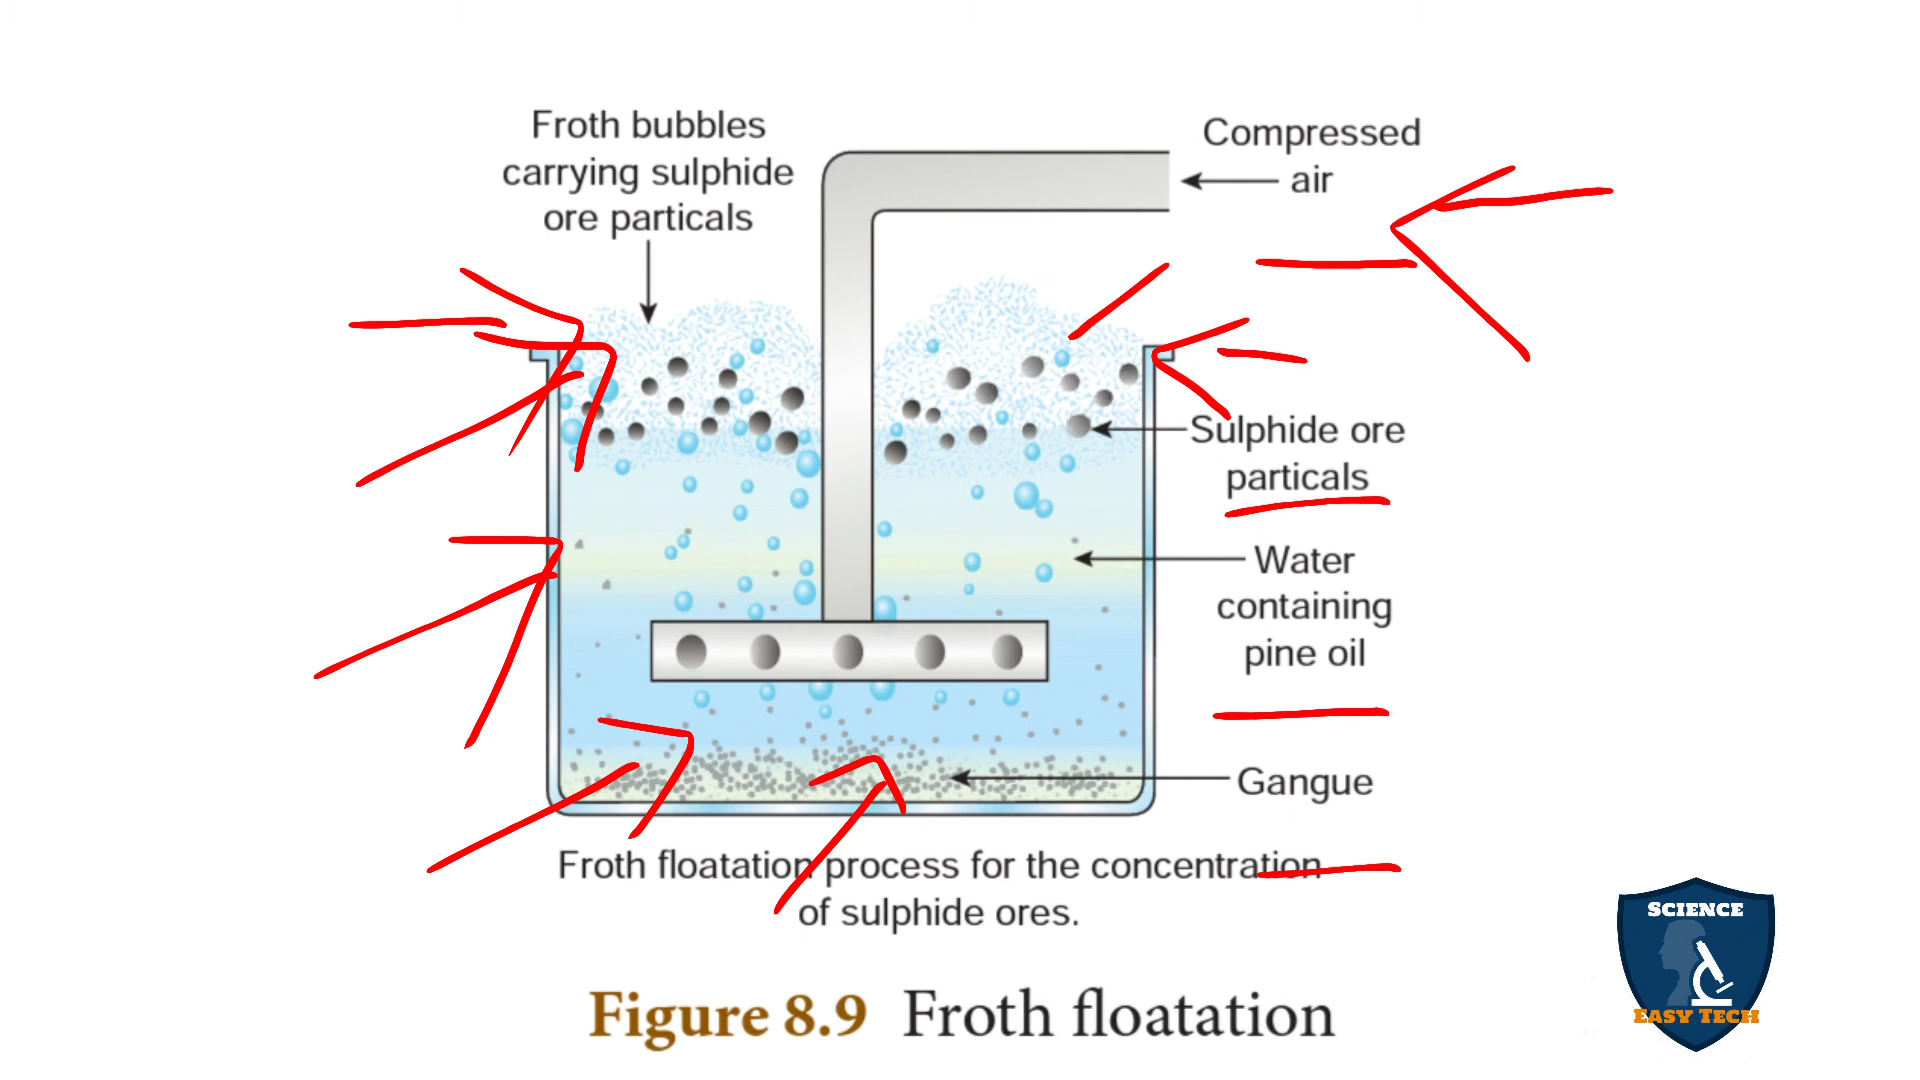 Froth bubbles
carrying sulphide
ore particals
Compressed
air
Sulphide ore
particals
Water
containing
pine oil
Gangue
Froth floatation process for the concentration
of sulphide ores.
Figure 8.9 Froth floatation
SCIENCE
EASY TECH